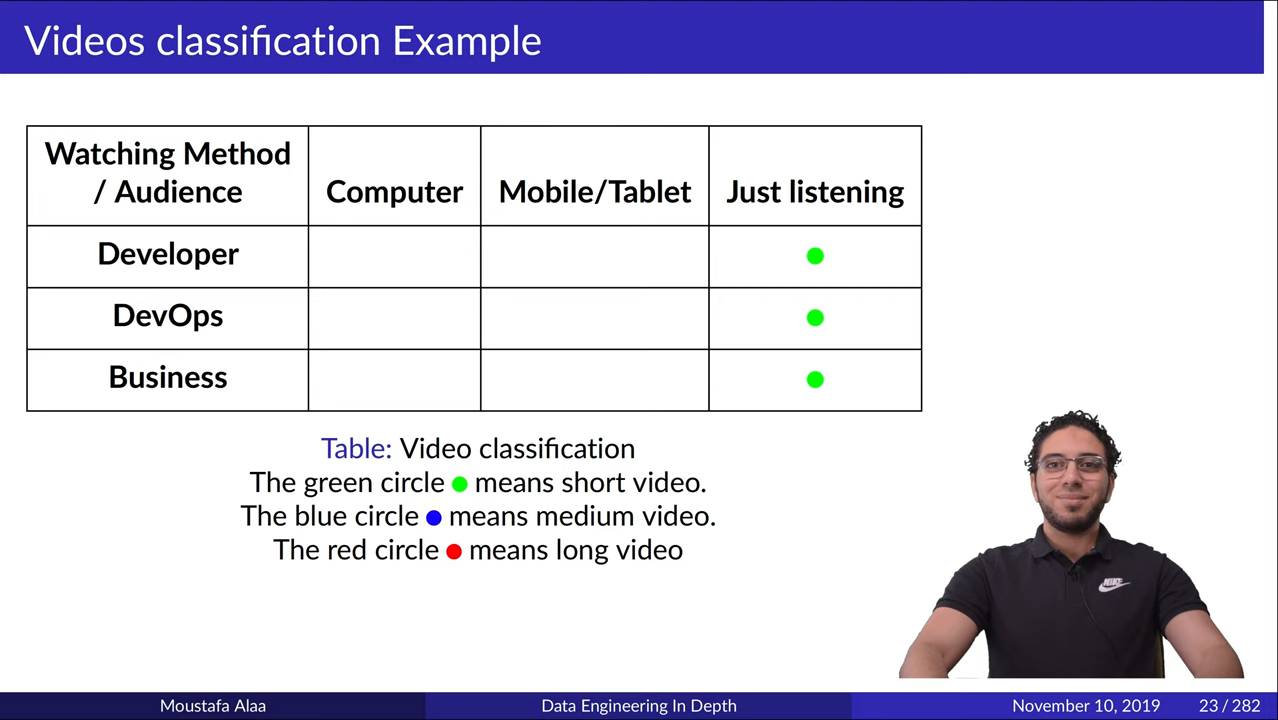 Videos classification Example
Watching Method
/ Audience
Computer
Mobile/Tablet
Just listening
Developer
DevOps
Business
Table: Video classification
The green circle means short video.
The blue circle means medium video.
The red circle means long video
NIKE
Moustafa Alaa
Data Engineering In Depth
November 10, 2019
23 / 282